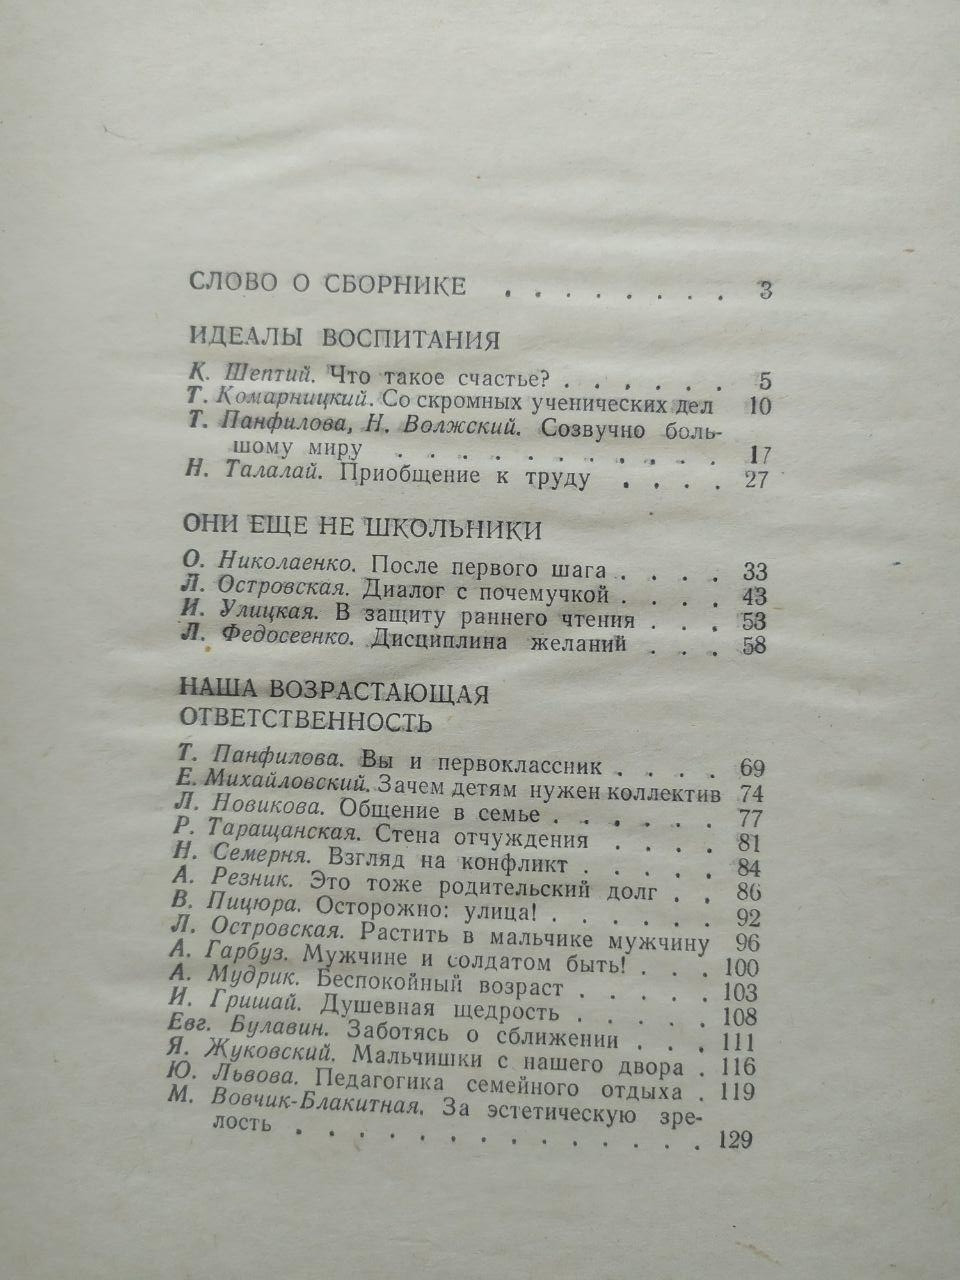 СЛОВО О СБОРНИКЕ . . . . . . . . 3
ИДЕАЛЫ ВОСПИТАНИЯ
К. Шептий. Что такое счастье? . . . . . . 5
Т. Комарницкий. Со скромных ученических дел 10
Т. Панфилова, Н. Волжский. Созвучно боль-
шому миру . . . . . . . . . . . 17
Н. Талалай. Приобщение к труду . . . . 27
ОНИ ЕЩЕ НЕ ШКОЛЬНИКИ
О. Николаенко. После первого шага . . . . 33
Л. Островская. Диалог с почемучкой . . . . 43
И. Улицкая. В защиту раннего чтения . . . 53
Л. Федосеенко. Дисциплина желаний . . . 58
НАША ВОЗРАСТАЮЩАЯ
ОТВЕТСТВЕННОСТЬ
Т. Панфилова. Вы и первоклассник . . . . 69
Е. Михайловский. Зачем детям нужен коллектив 74
Л. Новикова. Общение в семье . . . . . . 77
Р. Таращанская. Стена отчуждения . . . . 81
Н. Семерня. Взгляд на конфликт . . . . . 84
А. Резник. Это тоже родительский долг . . 86
В. Пицюра. Осторожно: улица! . . . . . . 92
Л. Островская. Растить в мальчике мужчину 96
А. Гарбуз. Мужчине и солдатом быть! . . . 100
А. Мудрик. Беспокойный возраст . . . . . 103
И. Гришай. Душевная щедрость . . . . . 108
Евг. Булавин. Заботясь о сближении . . . 111
Я. Жуковский. Мальчишки с нашего двора . 116
Ю. Львова. Педагогика семейного отдыха . 119
М. Вовчик-Блакитная. За эстетическую зре-
лость . . . . . . . . . . . . . . 129